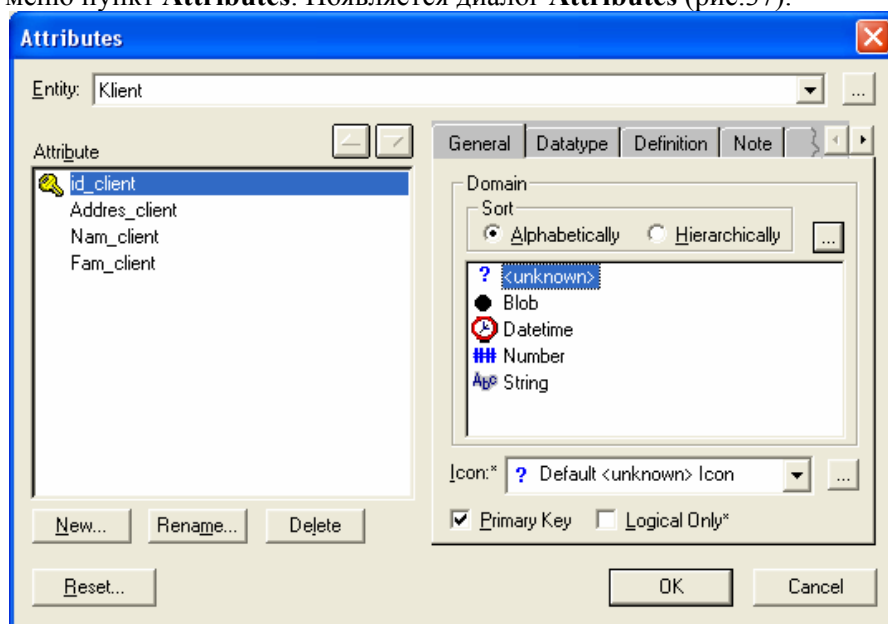 меню пункт Attributes. Появляется диалог Attributes (рис.37).
Attributes
Entity: Klient ...
Attribute
General Datatype Definition Note
id_client
Addres_client
Nam_client
Fam_client
Domain
Sort
Alphabetically Hierarchically ...
? <unknown>
Blob
Datetime
## Number
Abc String
Icon:* ? Default <unknown> Icon ...
New... Rename... Delete
Primary Key Logical Only*
Reset... OK Cancel